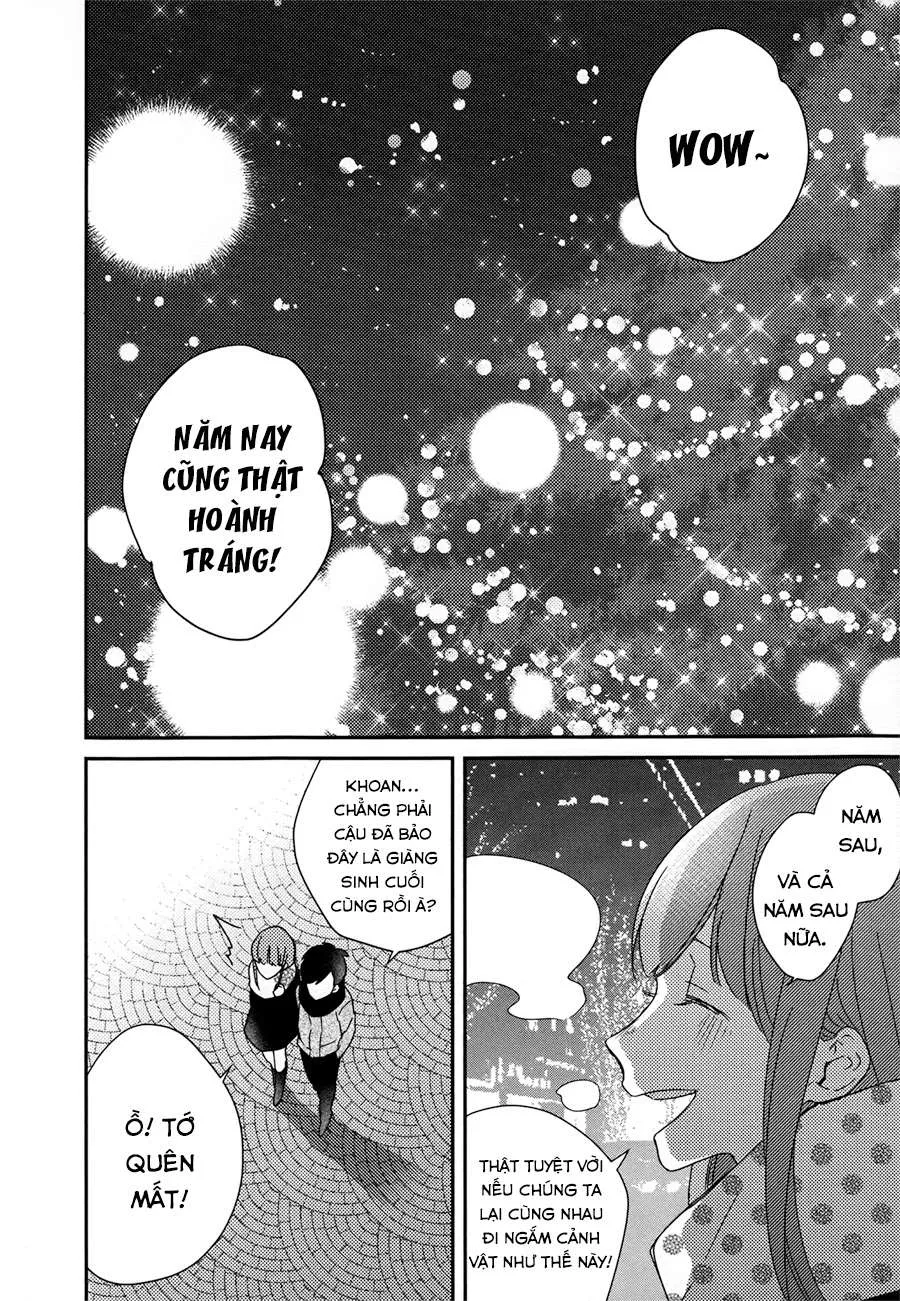 WOW~
NĂM NAY
CŨNG THẬT
HOÀNH
TRÁNG!
NĂM
SAU,
VÀ CẢ
NĂM SAU
NỮA.
THẬT TUYỆT VỜI
NẾU CHÚNG TA
LẠI CÙNG NHAU
ĐI NGẮM CẢNH
VẬT NHƯ THẾ NÀY!
KHOAN...
CHẲNG PHẢI
CẬU ĐÃ BẢO
ĐÂY LÀ GIÁNG
SINH CUỐI
CÙNG RỒI À?
Ồ! TỚ
QUÊN
MẤT!